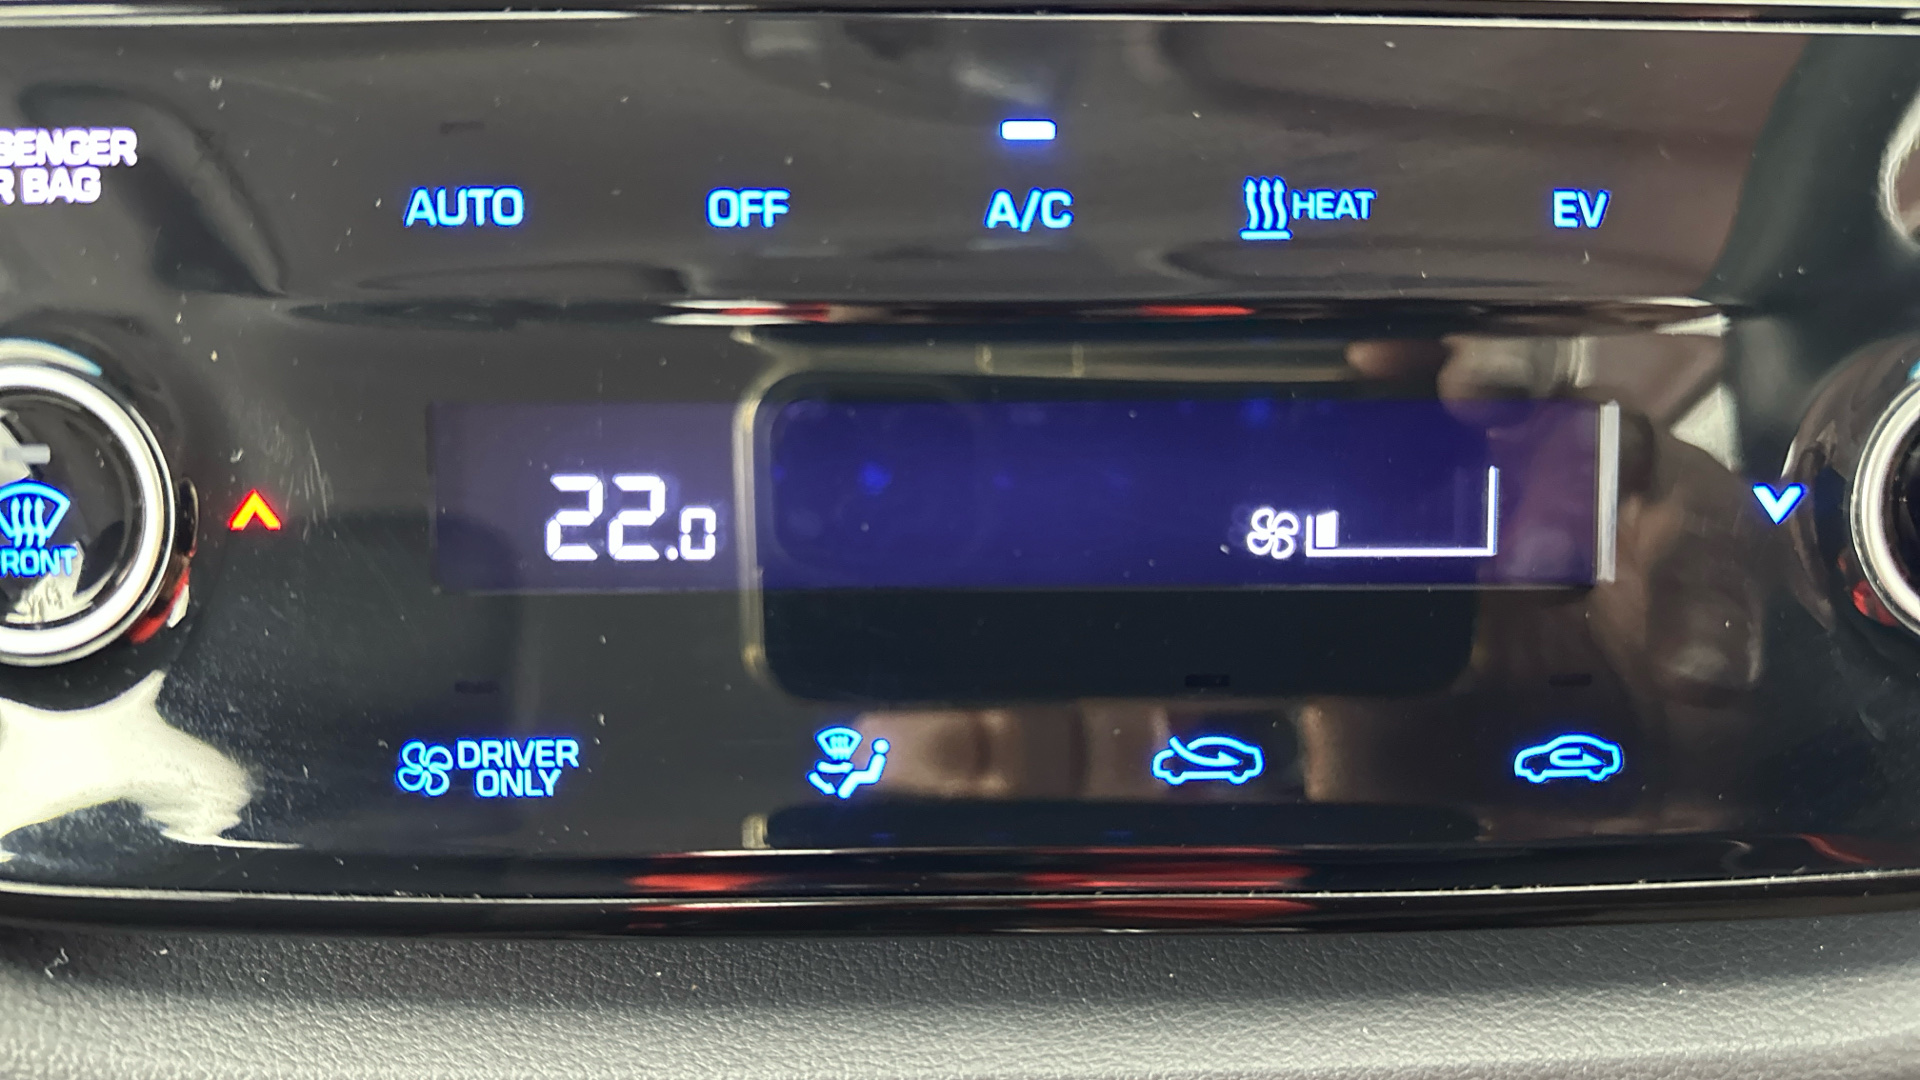 SENGER
R BAG
AUTO OFF A/C HEAT EV
22.0
RONT
DRIVER
ONLY